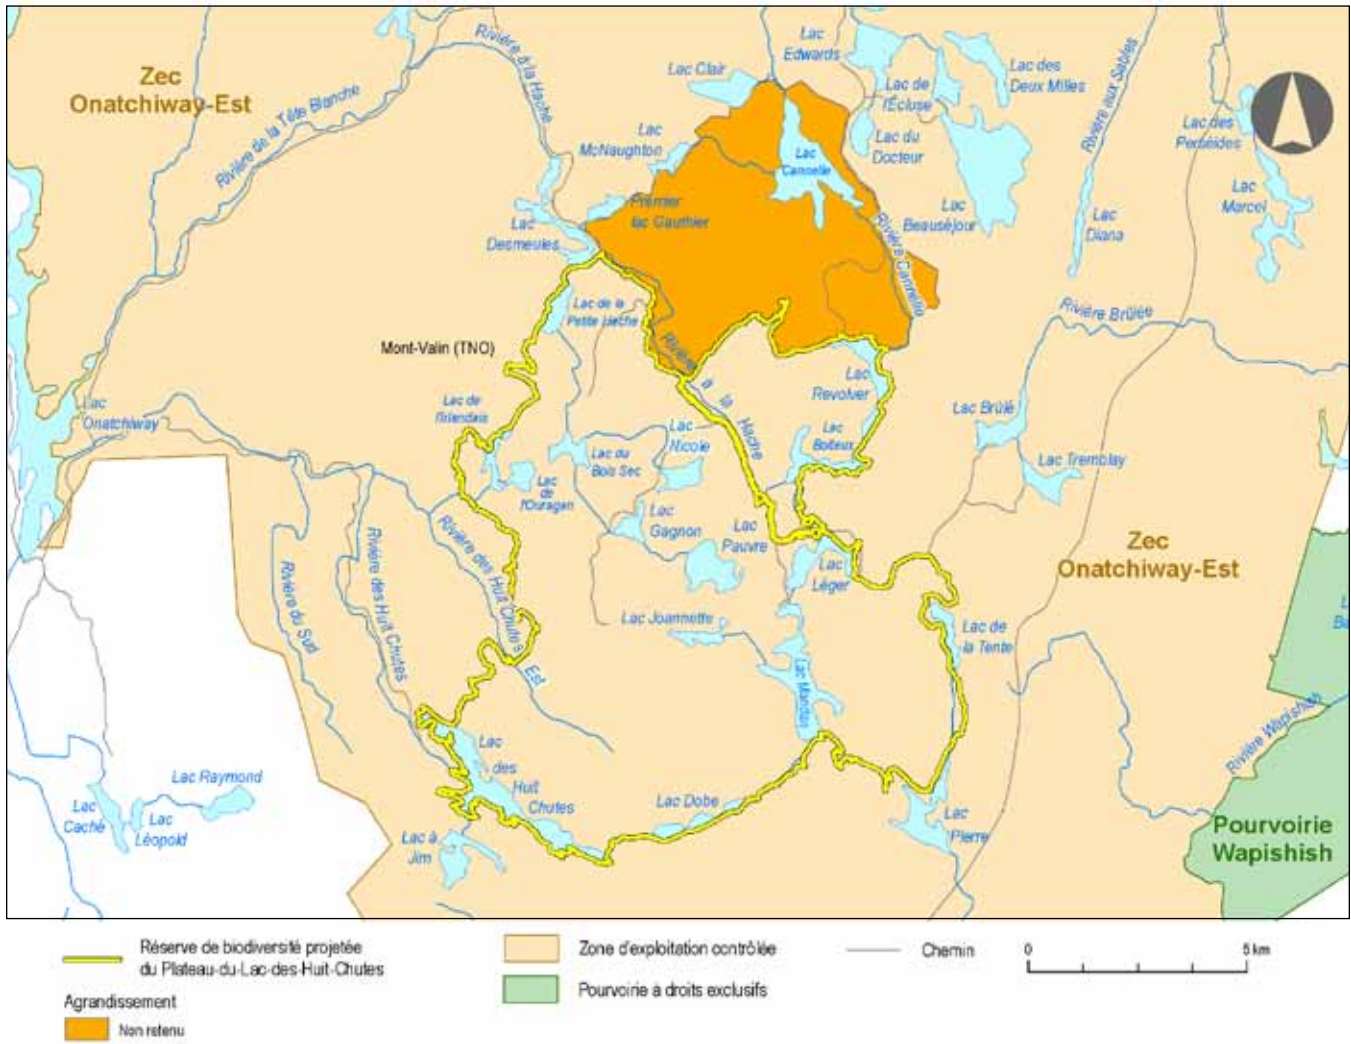 Zec
Onatchiway-Est
Rivière de la Tête Blanche
Rivière à la Hache
Lac
Edwards
Lac Clair
Lac de
l'Écluse
Lac des
Deux Milles
Rivière aux Sables
Lac des
Perséides
Lac
McNaughton
Lac du
Docteur
Lac
Cannelle
Lac
Marcel
Premier
lac Gauthier
Lac
Beauséjour
Lac
Diana
Lac
Desmeules
Rivière Cannelle
Lac de la
Petite Hache
Rivière Brûlée
Mont-Valin (TNO)
Rivière à la Hache
Lac
Revolver
Lac de
l'Irlandais
Lac
Onatchiway
Lac Brûlé
Lac
Nicole
Lac
Boiteux
Lac du
Bois Sec
Lac Tremblay
Lac
de
l'Ouragan
Lac
Gagnon
Lac
Pauvre
Rivière des Huit Chutes Est
Rivière des Huit Chutes
Rivière du Sud
Lac
Léger
Zec
Onatchiway-Est
Lac Joannette
Lac de
la Tente
Lac Mandan
Rivière Wapishish
Lac
des
Huit
Chutes
Lac Raymond
Lac
Caché
Lac
Léopold
Lac Dobe
Lac à
Jim
Lac
Pierre
Pourvoirie
Wapishish
Réserve de biodiversité projetée
du Plateau-du-Lac-des-Huit-Chutes
Agrandissement
Non retenu
Zone d'exploitation contrôlée
Pourvoirie à droits exclusifs
Chemin
0 5 km